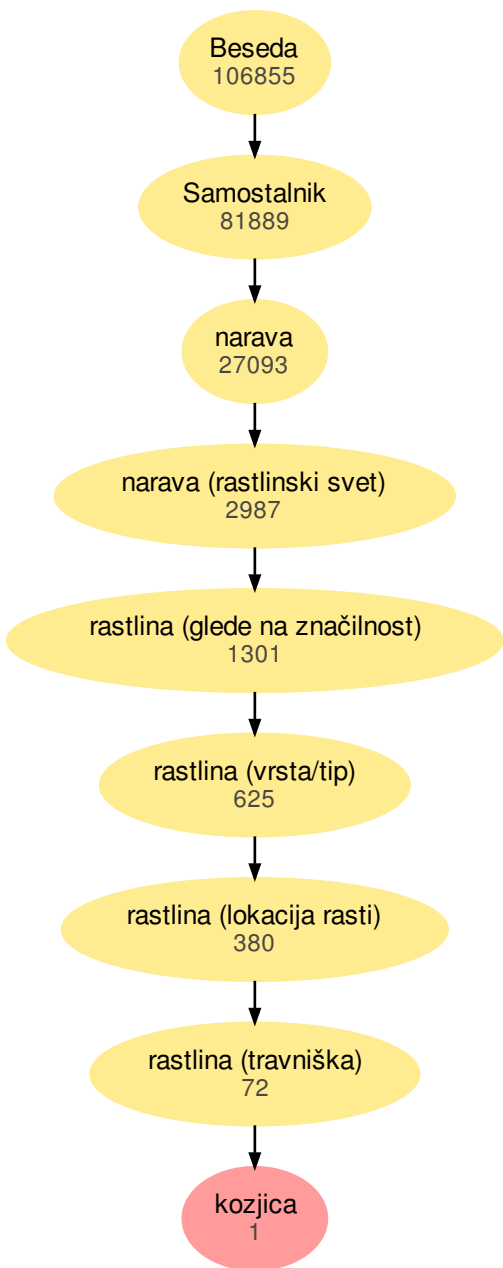 Beseda
106855
Samostalnik
81889
narava
27093
narava (rastlinski svet)
2987
rastlina (glede na značilnost)
1301
rastlina (vrsta/tip)
625
rastlina (lokacija rasti)
380
rastlina (travniška)
72
kozjica
1